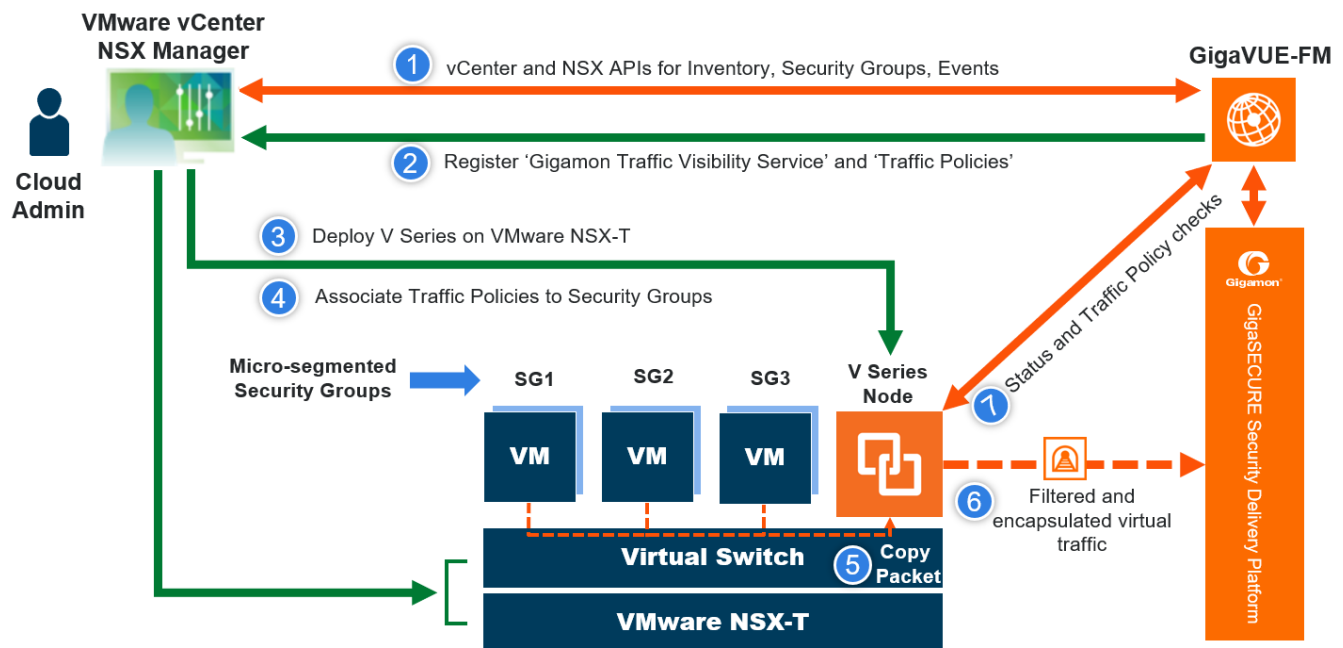 VMware vCenter
NSX Manager
GigaVUE-FM
1
vCenter and NSX APIs for Inventory, Security Groups, Events
2
Register ‘Gigamon Traffic Visibility Service’ and ‘Traffic Policies’
Cloud
Admin
3
Deploy V Series on VMware NSX-T
4
Associate Traffic Policies to Security Groups
7
Status and Traffic Policy checks
Gigamon®
GigaSECURE Security Delivery Platform
Micro-segmented
Security Groups
SG1
SG2
SG3
V Series
Node
VM
VM
VM
6
Filtered and
encapsulated virtual
traffic
Virtual Switch
5
Copy
Packet
VMware NSX-T